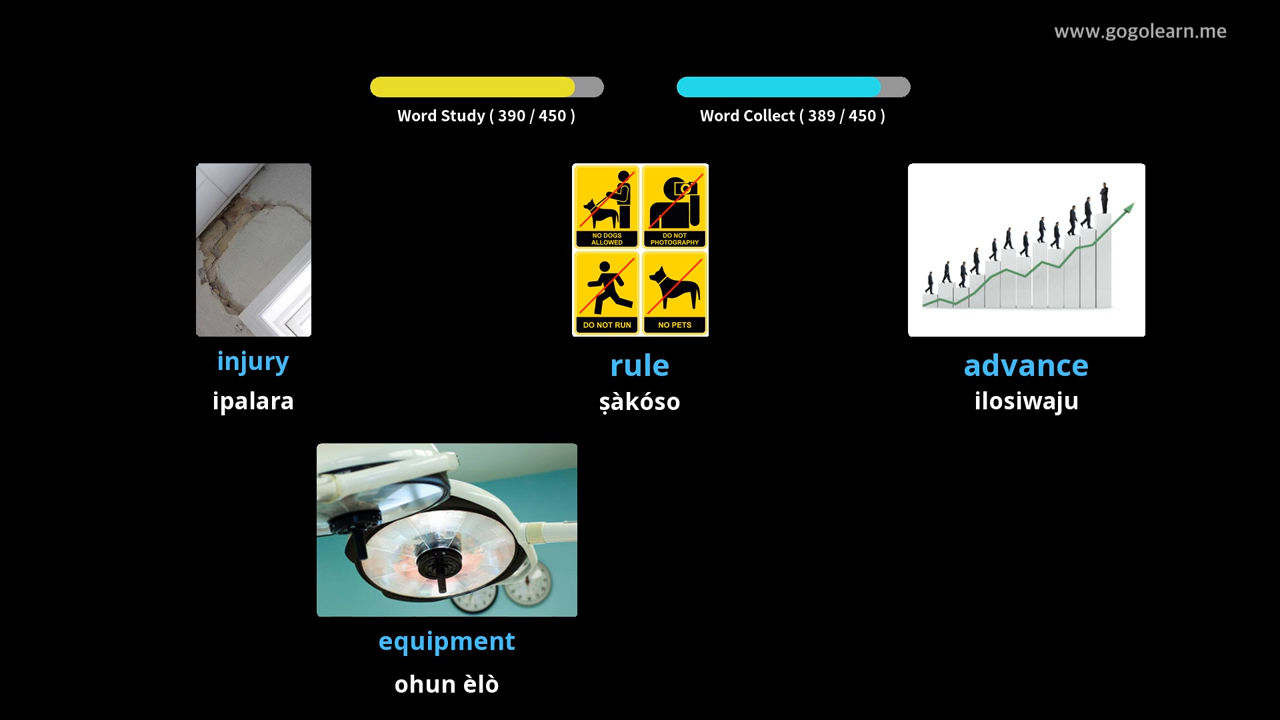 www.gogolearn.me
Word Study ( 390 / 450 )
Word Collect ( 389 / 450 )
NO DOGS
ALLOWED
DO NOT
PHOTOGRAPHY
DO NOT RUN
NO PETS
injury
ipalara
rule
ṣàkóso
advance
ilosiwaju
equipment
ohun èlò